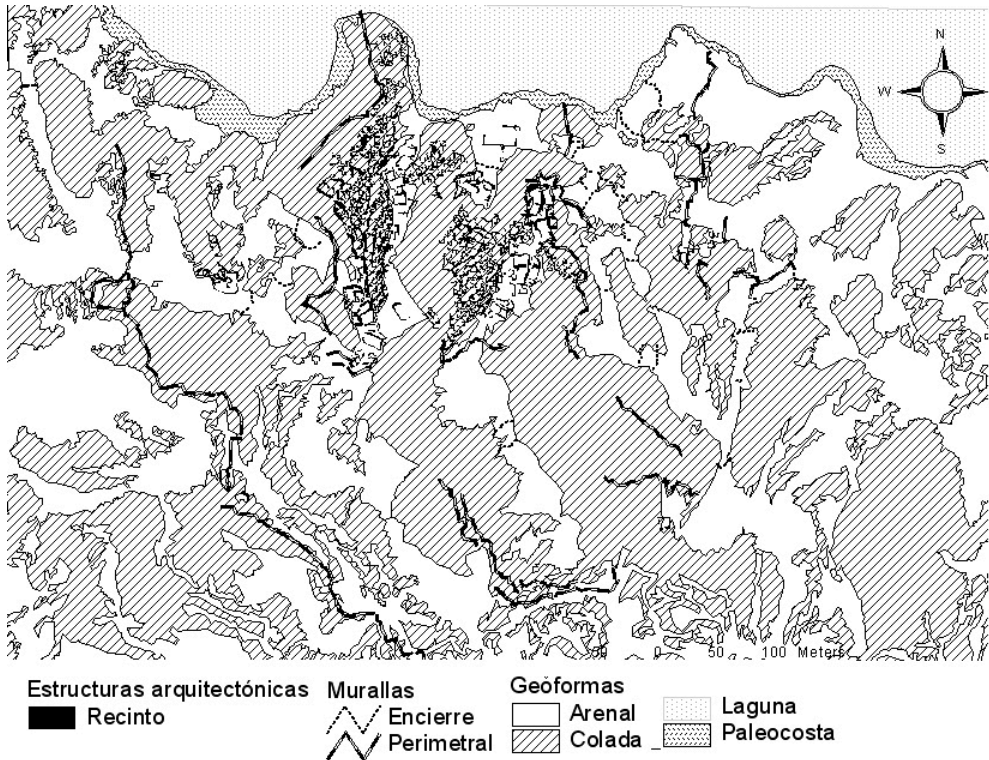 N
W E
S
50 0 50 100 Meters
Estructuras arquitectónicas
Recinto
Murallas
Encierre
Perimetral
Geoformas
Arenal
Colada
Laguna
Paleocosta